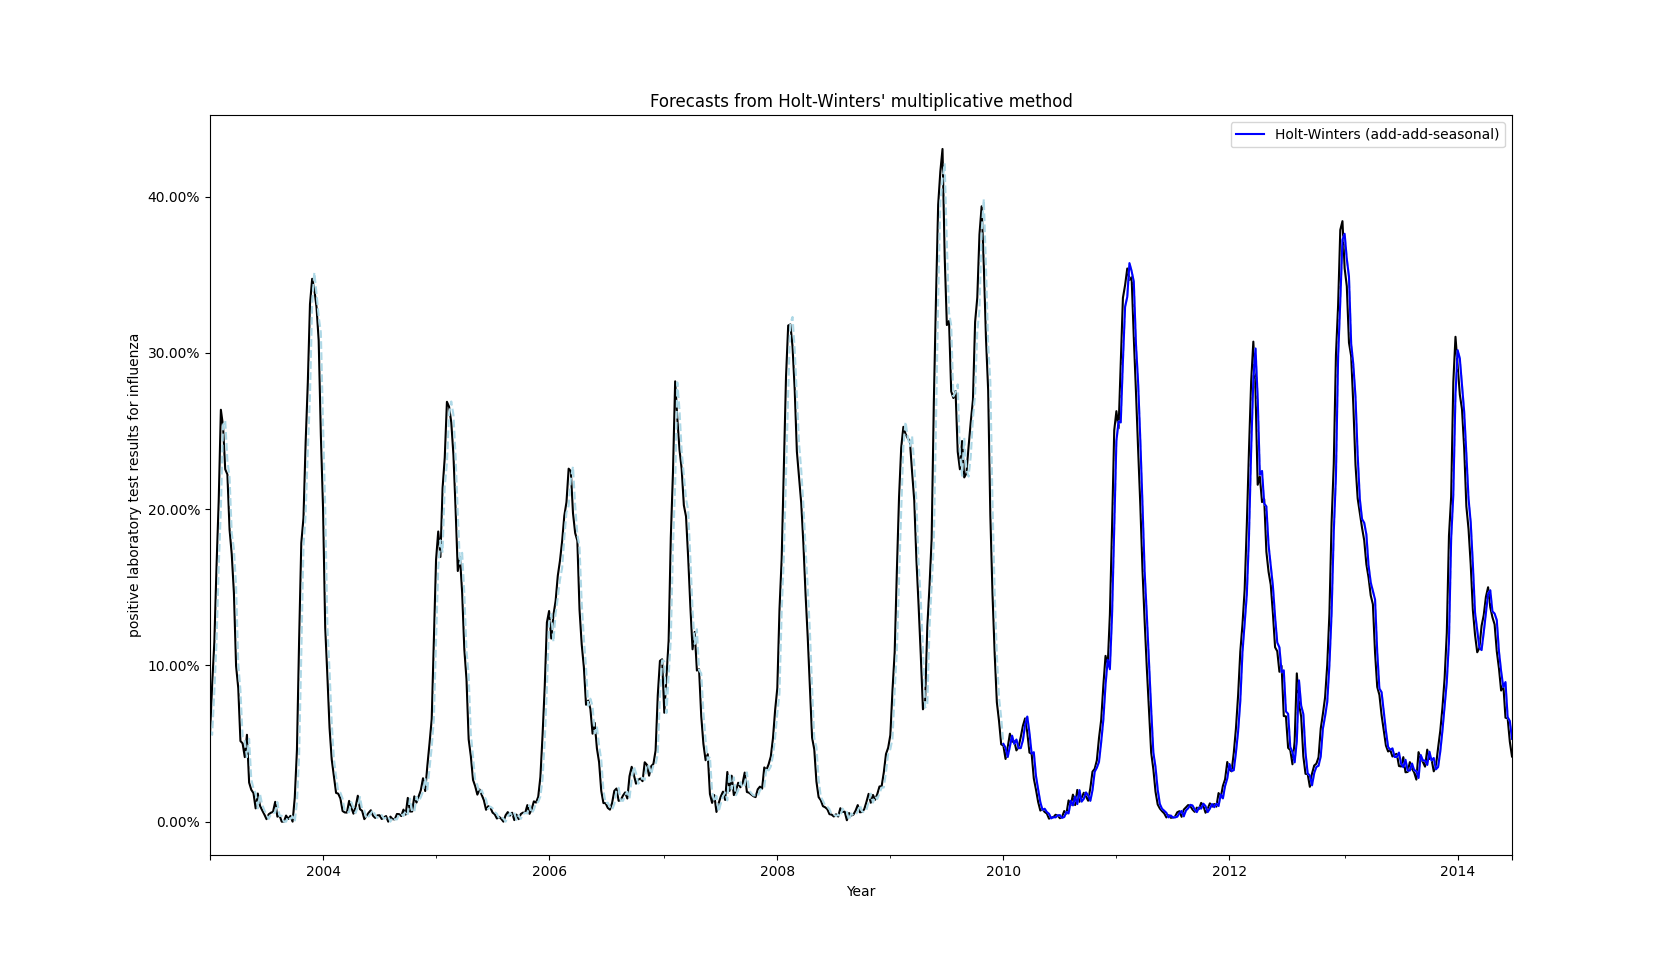 Forecasts from Holt-Winters' multiplicative method
Holt-Winters (add-add-seasonal)
positive laboratory test results for influenza
40.00%
30.00%
20.00%
10.00%
0.00%
2004
2006
2008
2010
2012
2014
Year